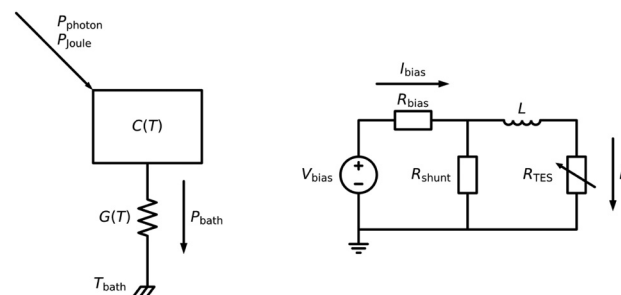 P_photon
P_Joule
C(T)
G(T)
P_bath
T_bath
I_bias
R_bias
L
V_bias
R_shunt
R_TES